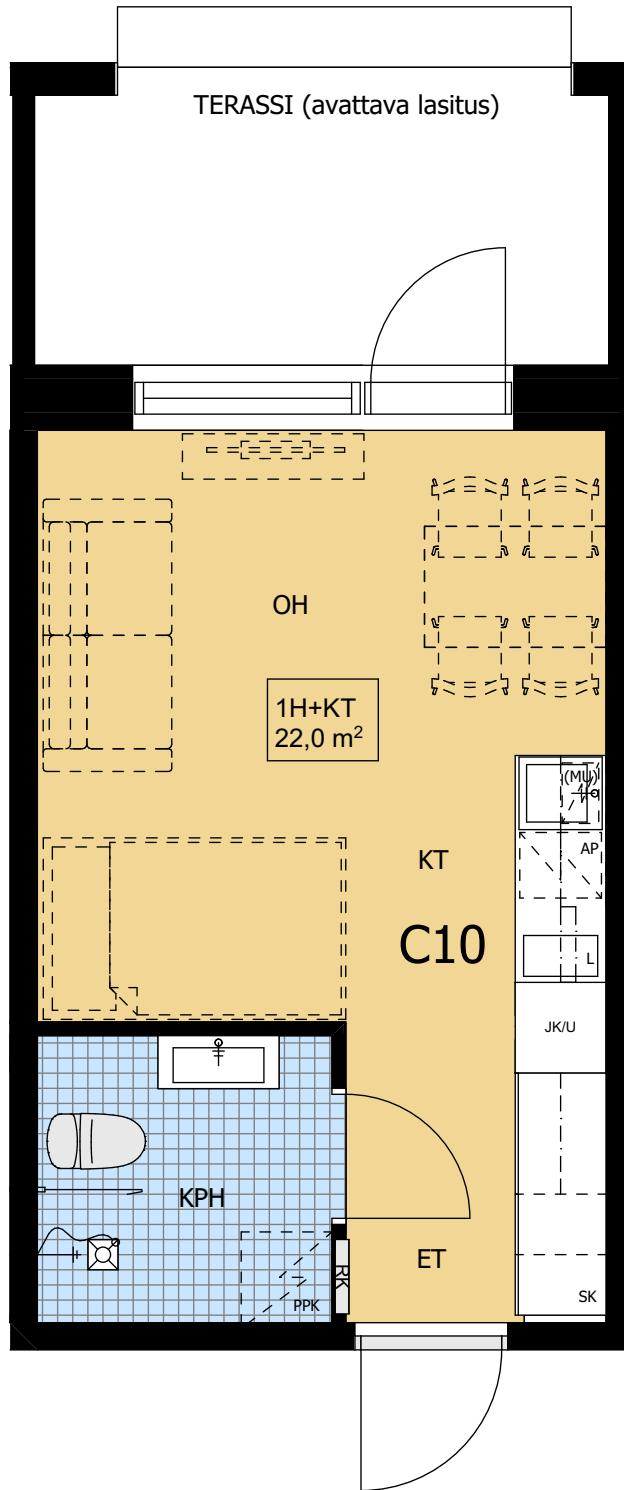 TERASSI (avattava lasitus)
OH
1H+KT
22,0 m²
(MU)
AP
KT
C10
L
JK/U
KPH
ET
RK
PPK
SK